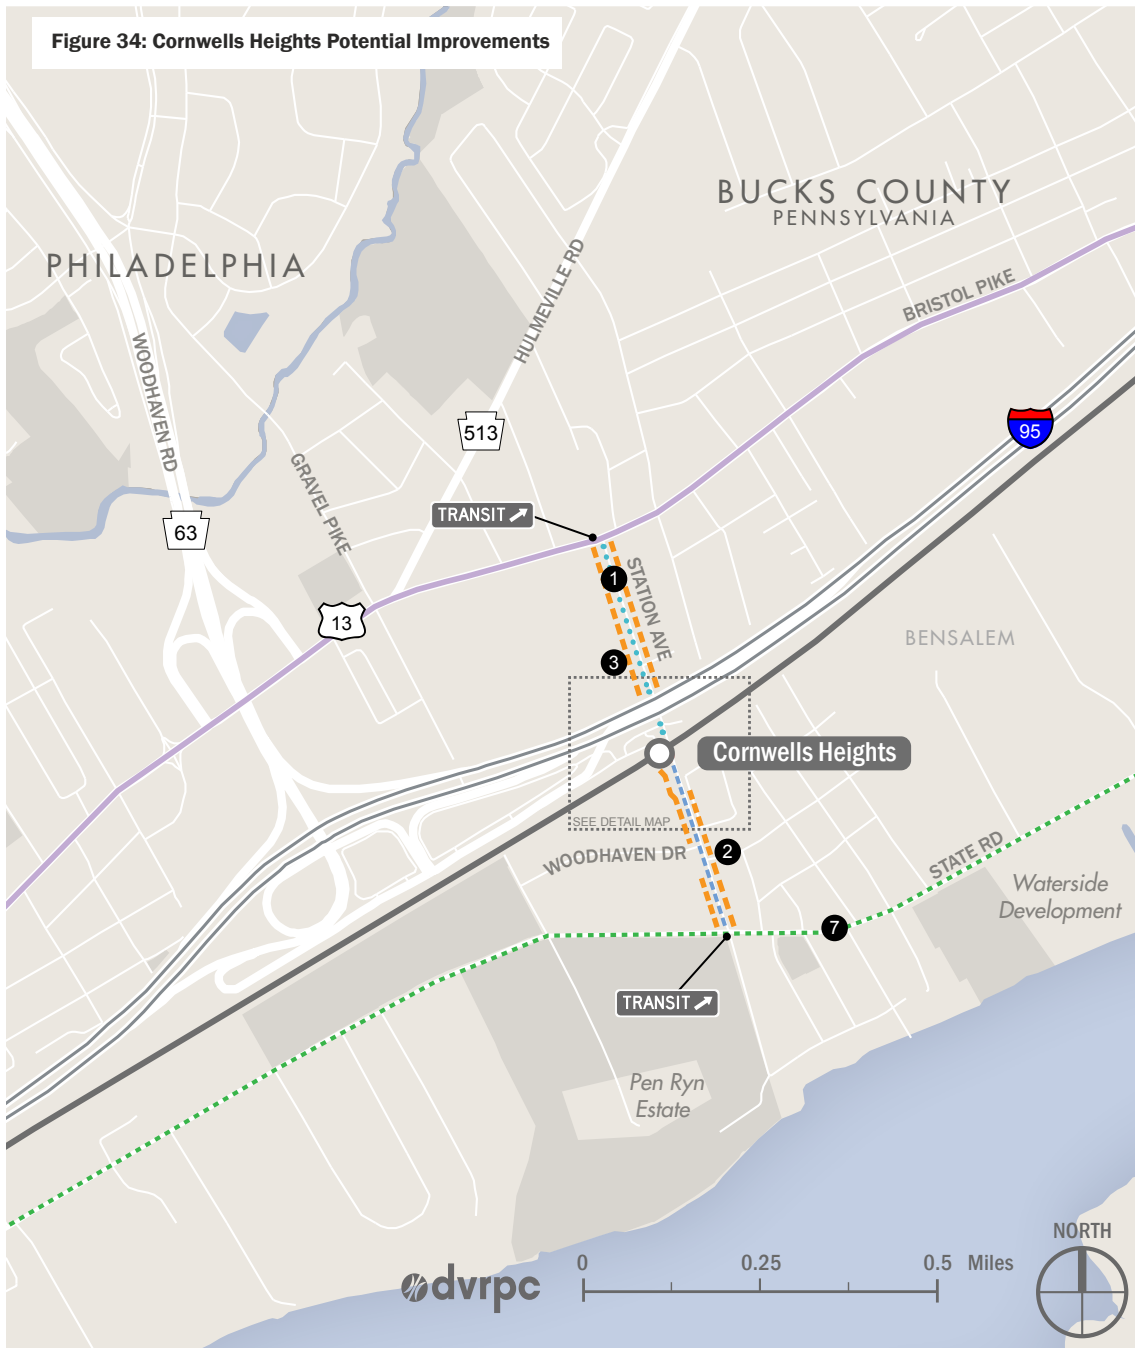 Figure 34: Cornwells Heights Potential Improvements
BUCKS COUNTY
PENNSYLVANIA
PHILADELPHIA
HULMEVILLE RD
BRISTOL PIKE
WOODHAVEN RD
513
95
GRAVEL PIKE
TRANSIT
63
STATION AVE
1
13
BENSALEM
3
Cornwells Heights
SEE DETAIL MAP
WOODHAVEN DR
2
STATE RD
Waterside
Development
7
TRANSIT
Pen Ryn
Estate
NORTH
0 0.25 0.5 Miles
dvrpc